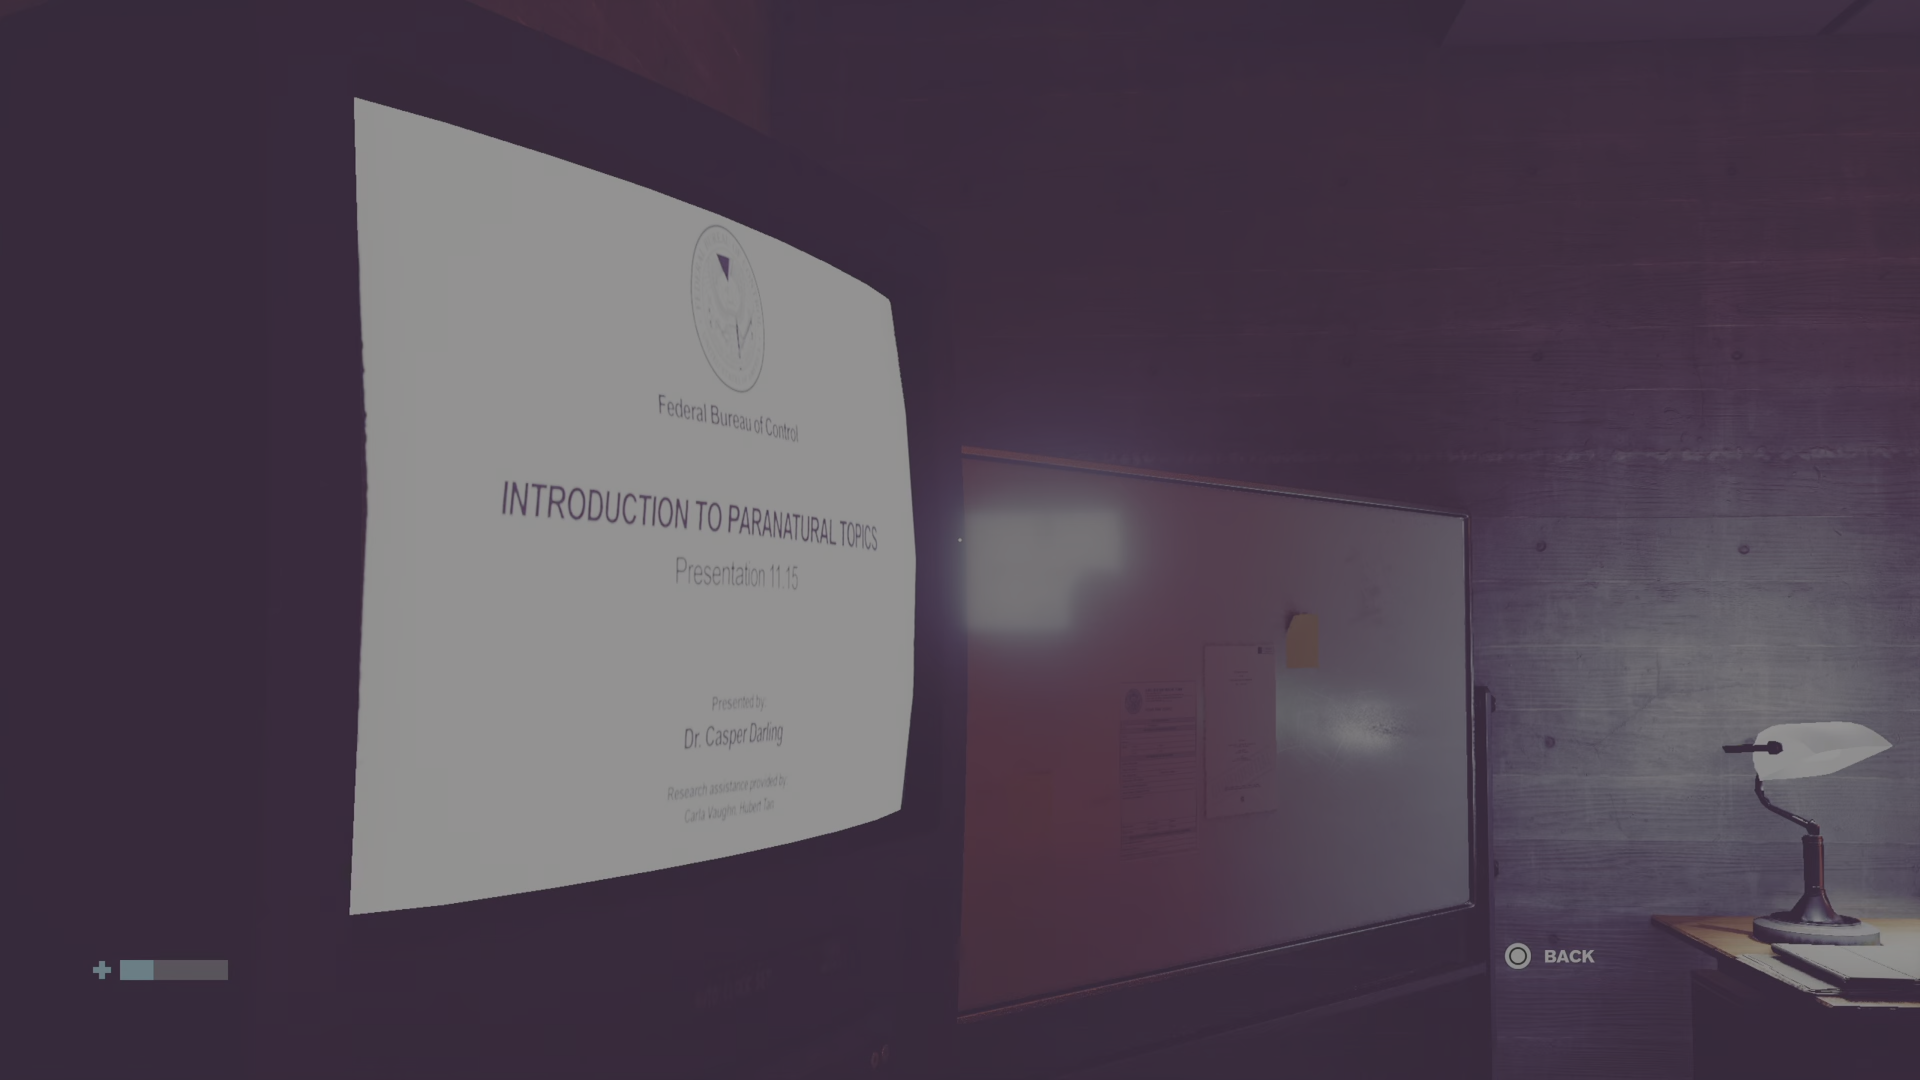 Federal Bureau of Control
INTRODUCTION TO PARANATURAL TOPICS
Presentation 11.15
Presented by:
Dr. Casper Darling
Research assistance provided by
Carla Vaughn, Hubert Tan
BACK